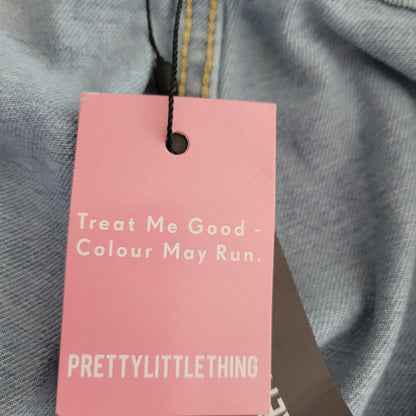 Treat Me Good -
Colour May Run.
PRETTYLITTLETHING